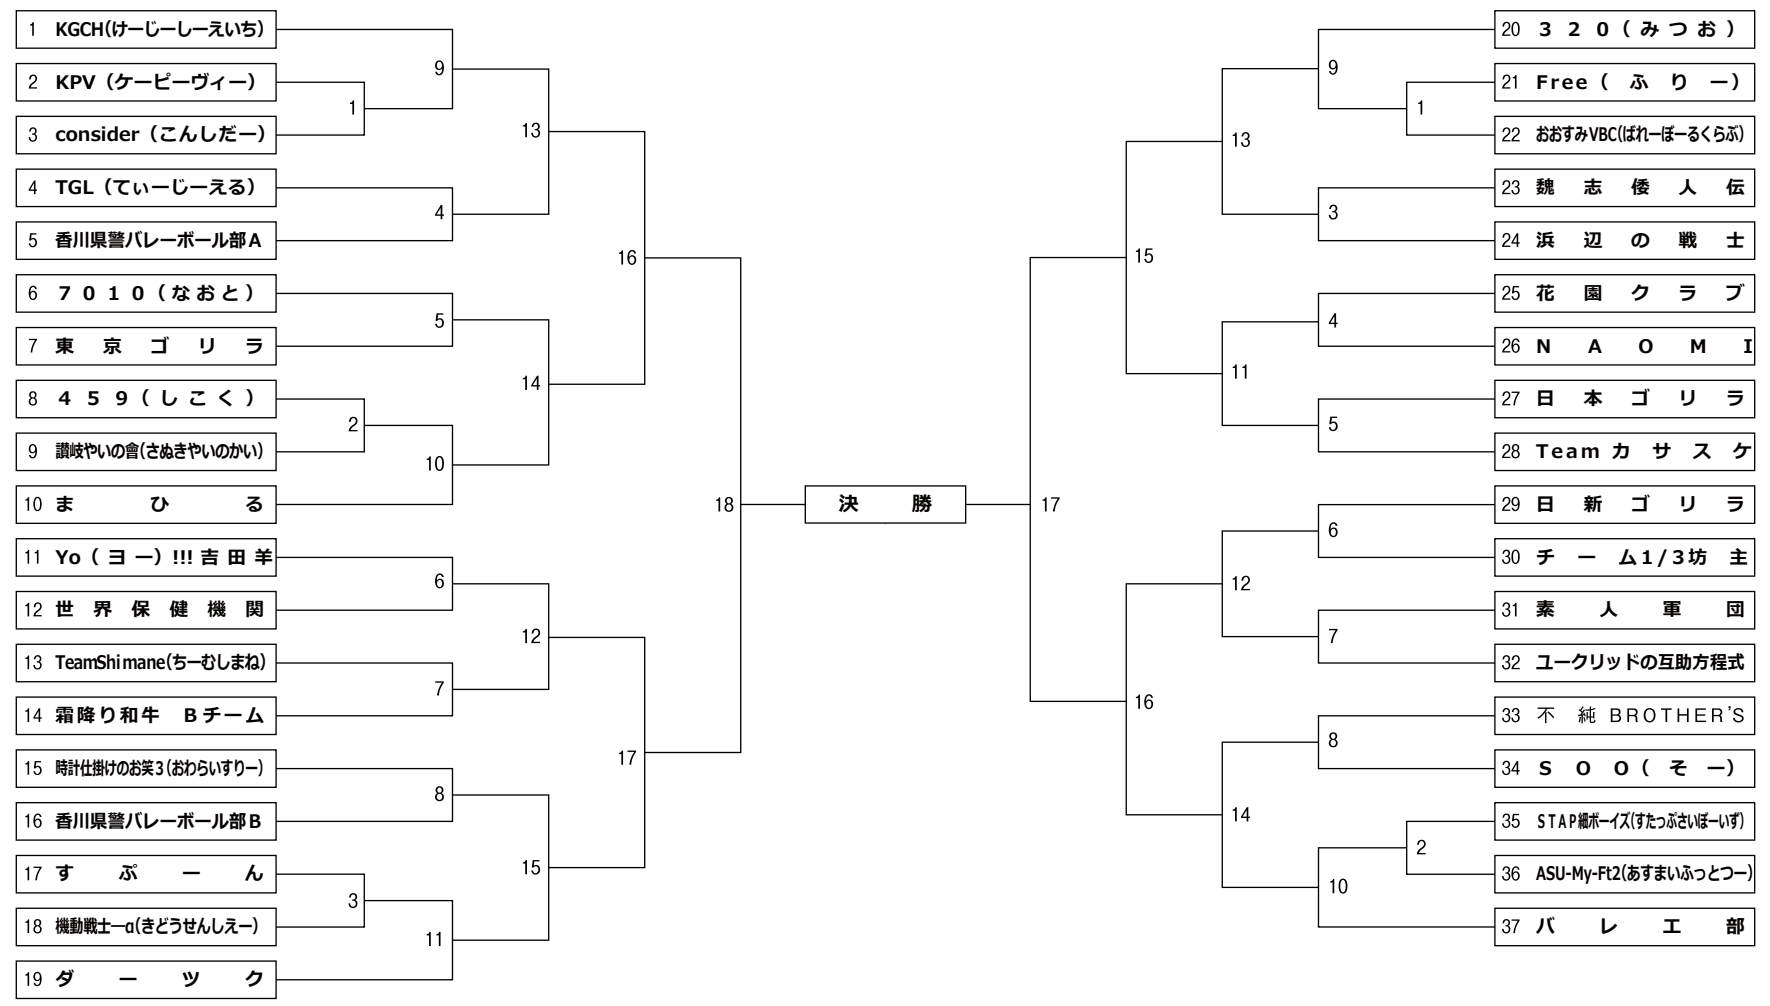 1 KGCH(けーじーしーえいち)
2 KPV（ケーピーヴィー）
3 consider（こんしだー）
4 TGL（てぃーじーえる）
5 香川県警バレーボール部A
6 7010(なおと)
7 東京ゴリラ
8 459(しこく)
9 讃岐やいの會(さぬきやいのかい)
10 まひる
11 Yo(ヨー)!!!吉田羊
12 世界保健機関
13 TeamShimane(ちーむしまね)
14 霜降り和牛　Bチーム
15 時計仕掛けのお笑3(おわらいすりー)
16 香川県警バレーボール部B
17 すぷーん
18 機動戦士―α(きどうせんしえー)
19 ダーツク
1
2
3
9
4
5
10
6
7
8
11
13
14
12
15
16
17
18
決勝
17
15
16
13
11
12
14
9
3
4
5
6
7
8
10
1
2
20 320(みつお)
21 Free(ふりー)
22 おおすみVBC(ばれーぼーるくらぶ)
23 魏志倭人伝
24 浜辺の戦士
25 花園クラブ
26 NAOMI
27 日本ゴリラ
28 Teamカサスケ
29 日新ゴリラ
30 チーム1/3坊主
31 素人軍団
32 ユークリッドの互助方程式
33 不純BROTHER'S
34 SOO(そー)
35 STAP細ボーイズ(すたっぷさいぼーいず)
36 ASU-My-Ft2(あすまいふっとつー)
37 バレエ部